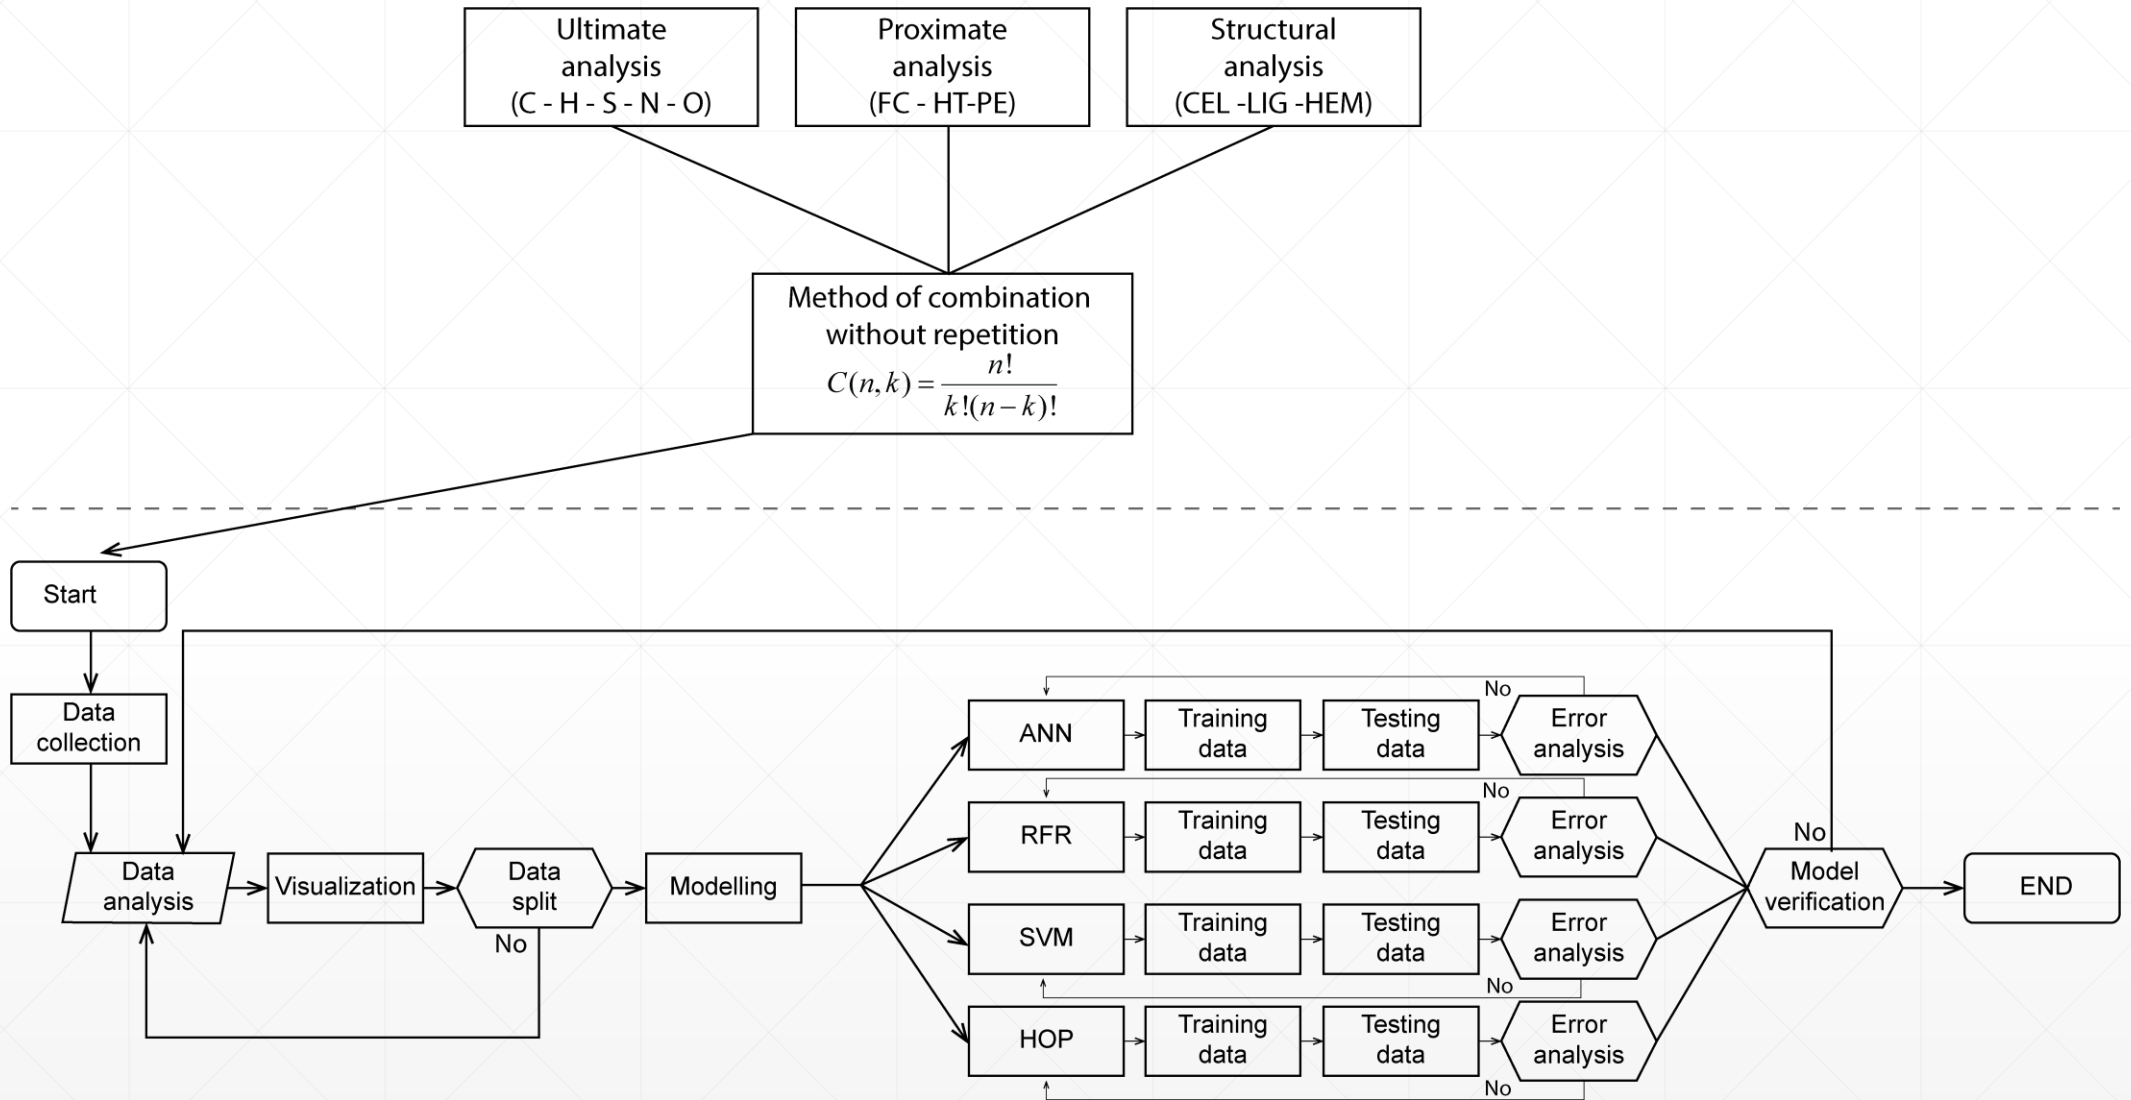 Ultimate
analysis
(C - H - S - N - O)
Proximate
analysis
(FC - HT-PE)
Structural
analysis
(CEL -LIG -HEM)
Method of combination
without repetition
C(n,k) = n! / k!(n-k)!
Start
Data
collection
Data
analysis
Visualization
Data
split
No
Modelling
ANN
Training
data
Testing
data
No
Error
analysis
RFR
Training
data
Testing
data
No
Error
analysis
SVM
Training
data
Testing
data
Error
analysis
No
HOP
Training
data
Testing
data
Error
analysis
No
No
Model
verification
END